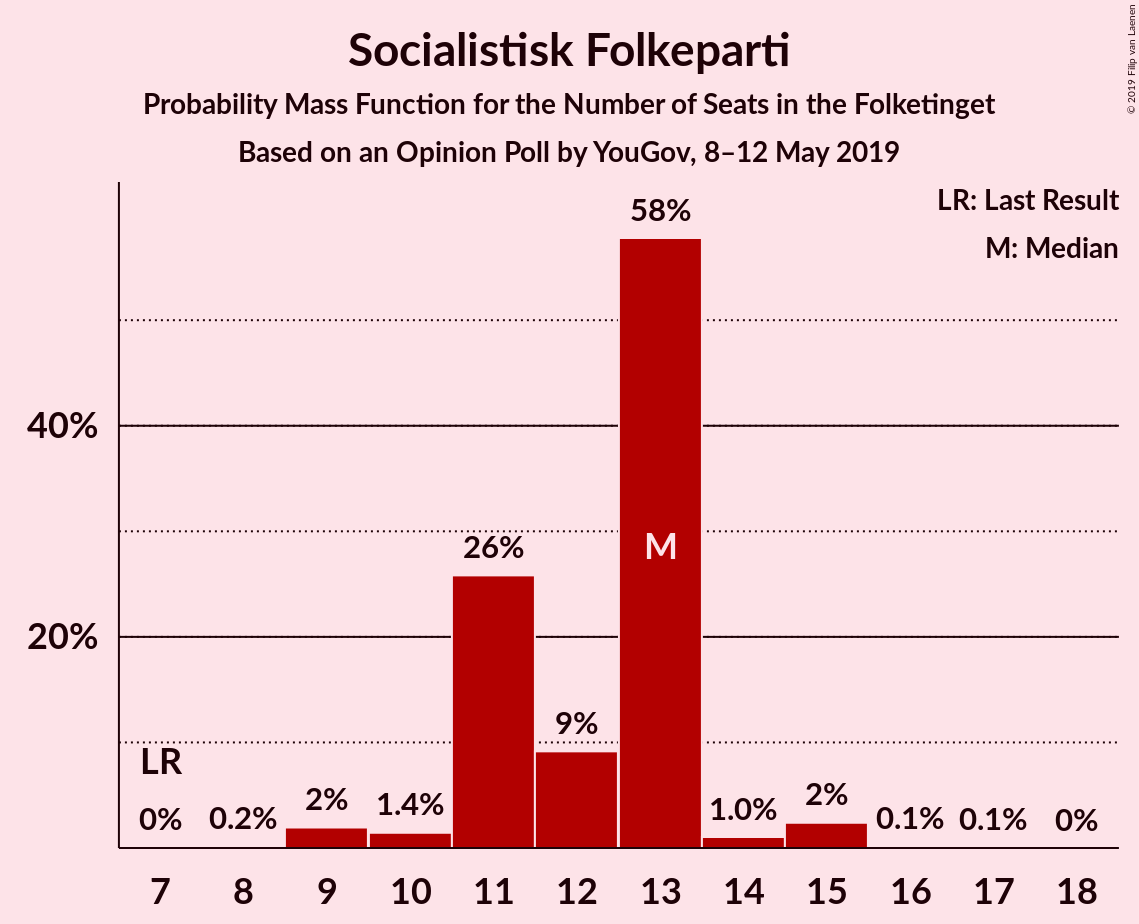 Socialistisk Folkeparti
Probability Mass Function for the Number of Seats in the Folketinget
Based on an Opinion Poll by YouGov, 8–12 May 2019
© 2019 Filip van Laenen
LR: Last Result
M: Median
58%
40%
26%
M
20%
9%
LR
0%
0.2%
2%
1.4%
1.0%
2%
0.1%
0.1%
0%
7 8 9 10 11 12 13 14 15 16 17 18